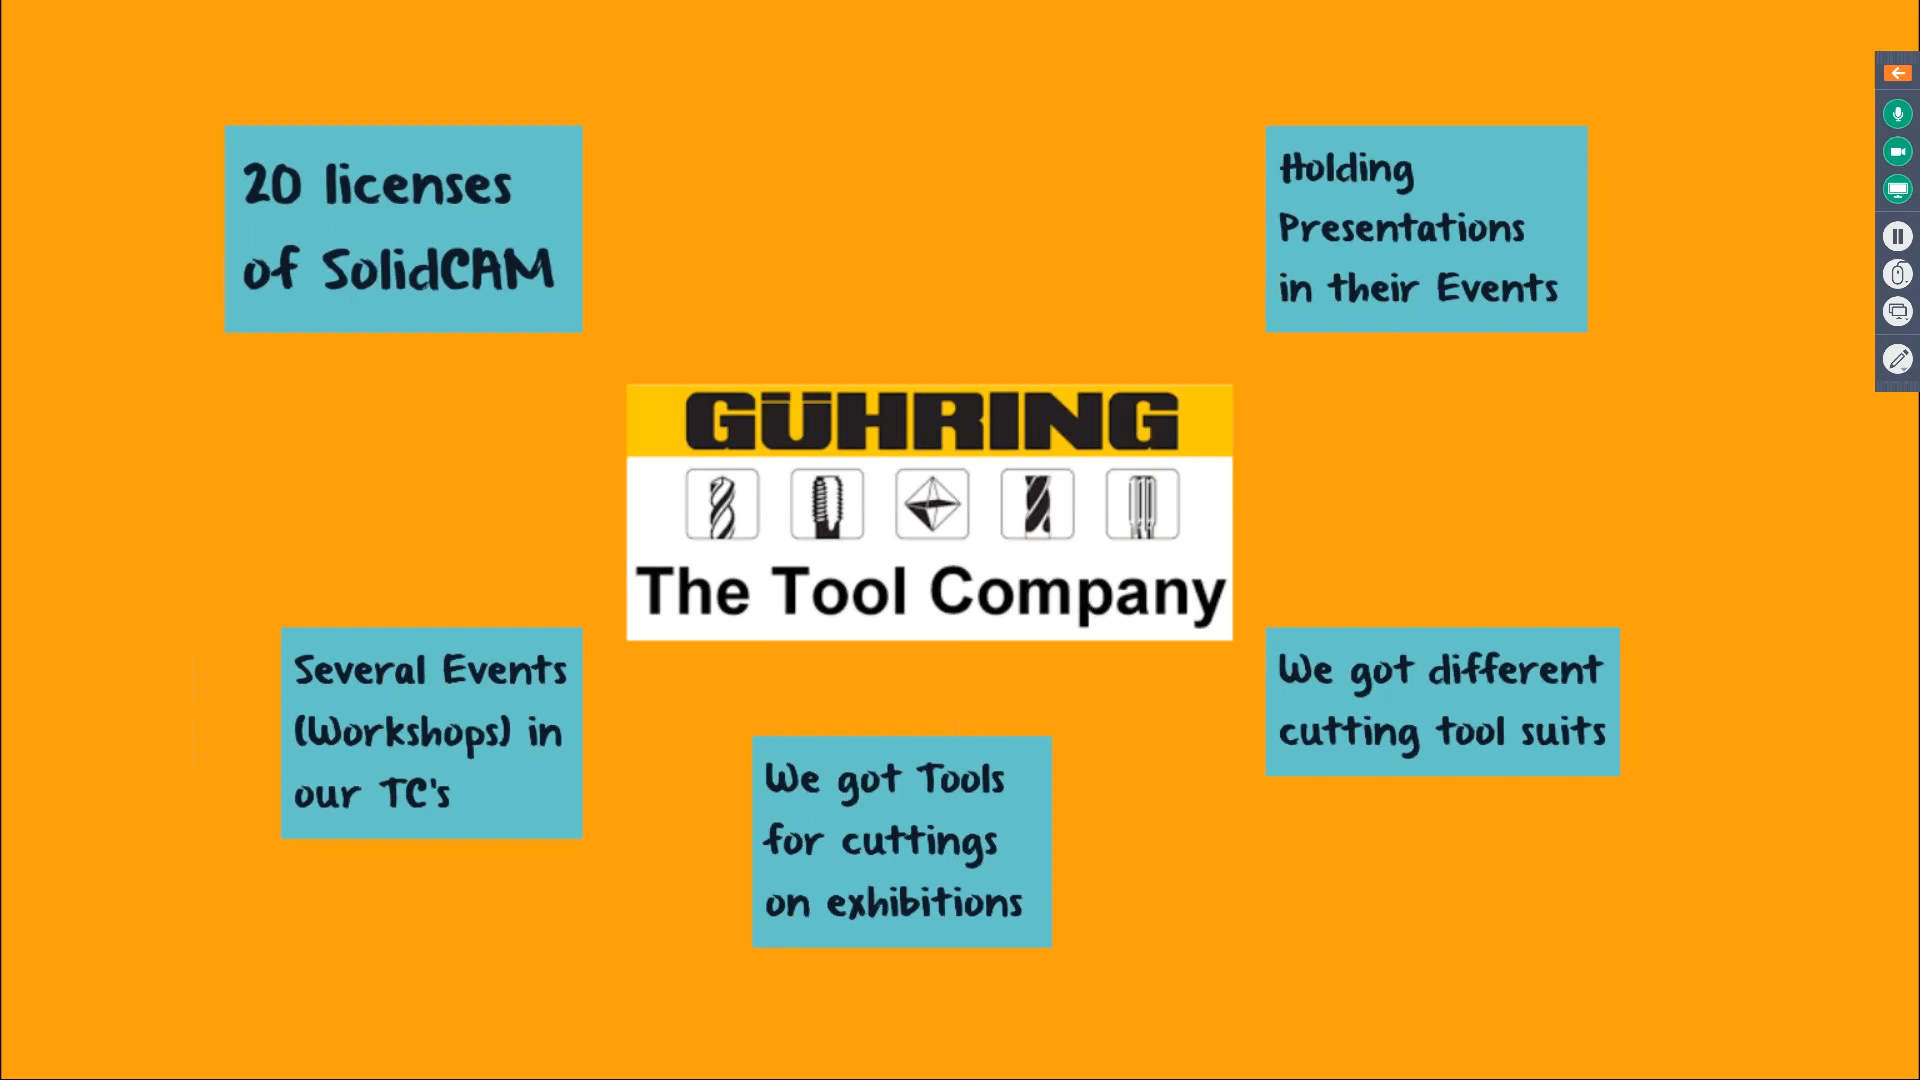 20 licenses
of SolidCAM
Holding
Presentations
in their Events
GÜHRING
The Tool Company
Several Events
(Workshops) in
our TC's
We got Tools
for cuttings
on exhibitions
We got different
cutting tool suits